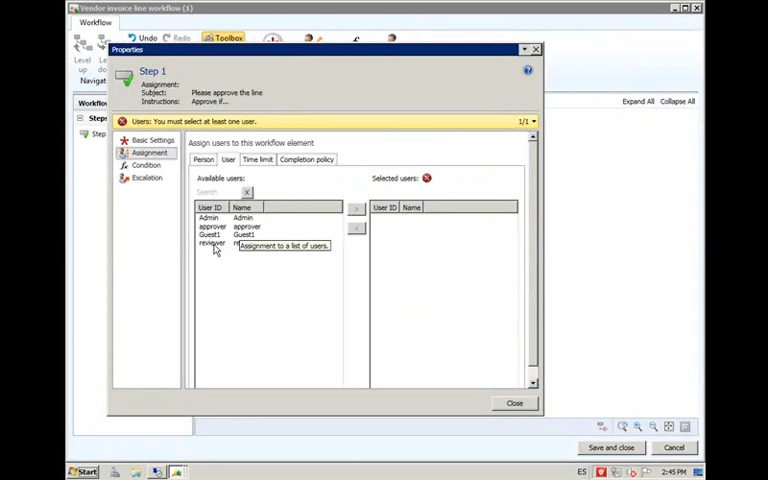 Vendor invoice line workflow (1)
Workflow
Undo
Redo
Toolbox
Level up
Navigat
Properties
Step 1
Assignment:
Subject: Please approve the line
Instructions: Approve if...
Users: You must select at least one user. 1/1
Expand All Collapse All
Steps
Step
Basic Settings
Assignment
Condition
Escalation
Assign users to this workflow element
Person User Time limit Completion policy
Available users:
Selected users:
Search X
User ID Name
Admin Admin
approver approver
Guest1 Guest1
reviewer
Assignment to a list of users.
>
<
User ID Name
Close
Save and close
Cancel
Start
ES
2:45 PM